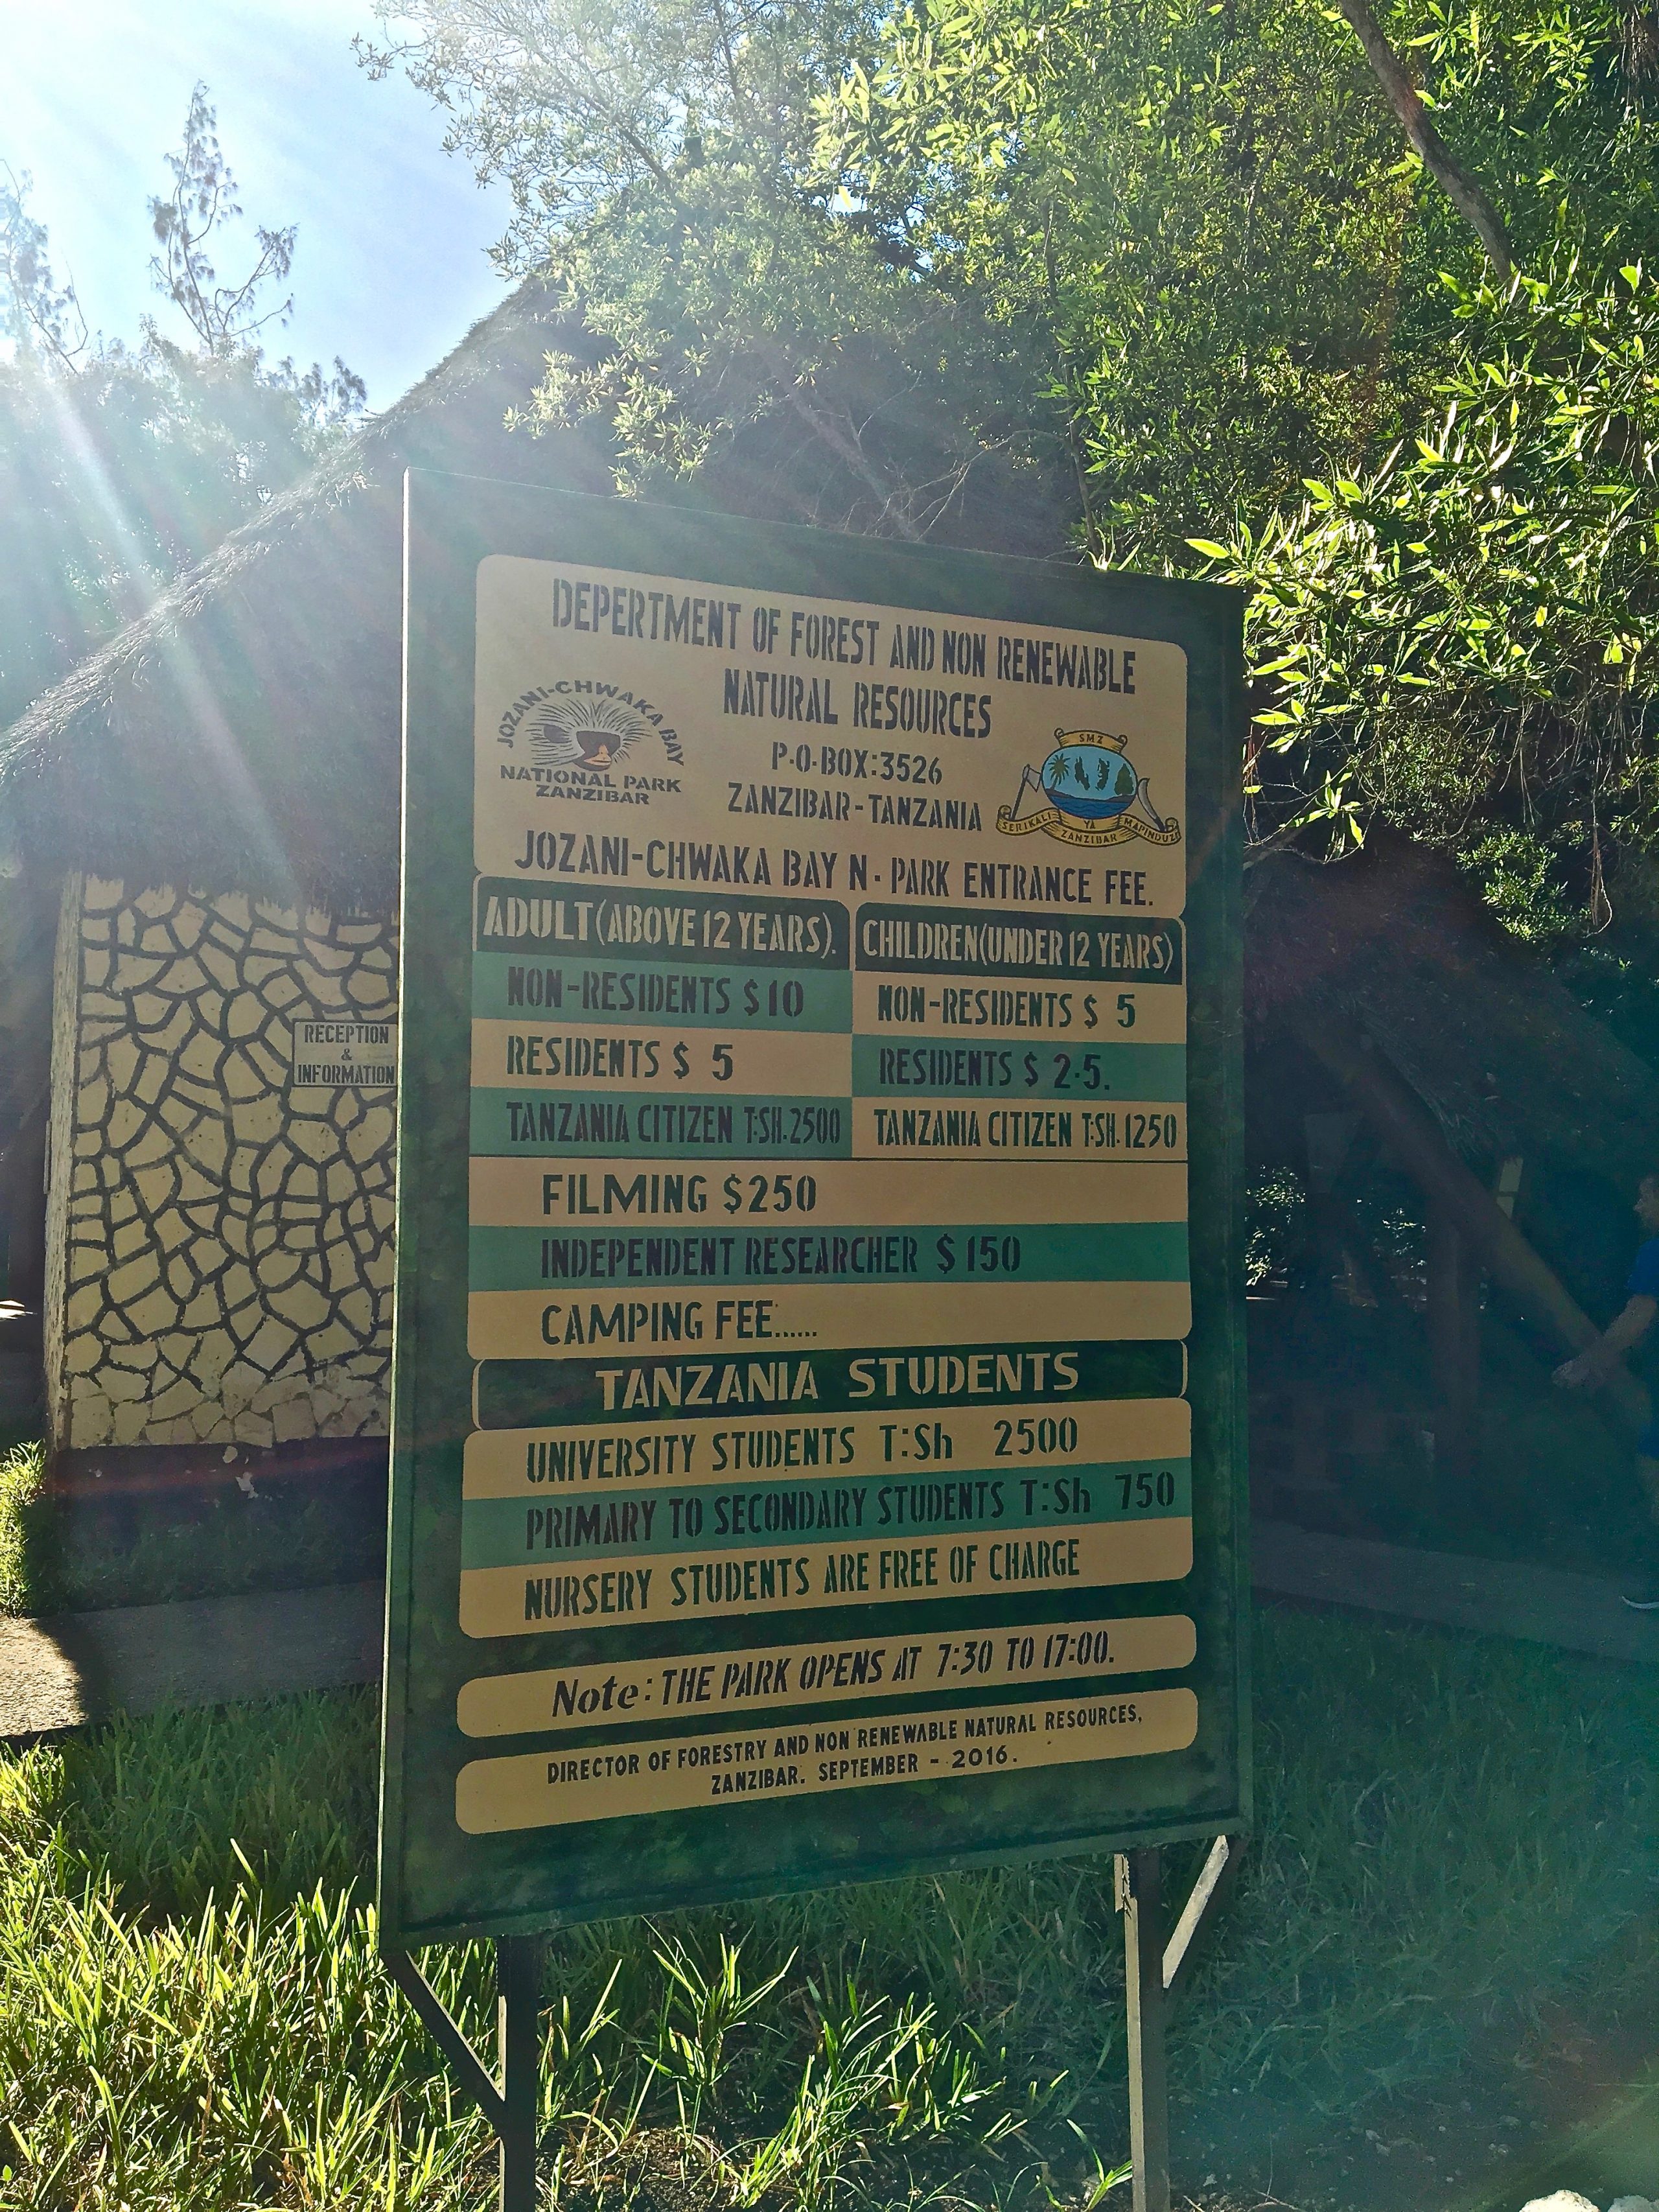 DEPERTMENT OF FOREST AND NON RENEWABLE
NATURAL RESOURCES
JOZANI-CHWAKA BAY
NATIONAL PARK
ZANZIBAR
P.O.BOX:3526
ZANZIBAR-TANZANIA
SMZ
SERIKALI YA MAPINDUZI
ZANZIBAR
JOZANI-CHWAKA BAY N. PARK ENTRANCE FEE.
ADULT (ABOVE 12 YEARS).
CHILDREN(UNDER 12 YEARS)
NON-RESIDENTS $10
NON-RESIDENTS $ 5
RESIDENTS $ 5
RESIDENTS $ 2.5.
TANZANIA CITIZEN T:SH.2500
TANZANIA CITIZEN T:SH.1250
FILMING $250
INDEPENDENT RESEARCHER $150
CAMPING FEE......
TANZANIA STUDENTS
UNIVERSITY STUDENTS T:Sh 2500
PRIMARY TO SECONDARY STUDENTS T:Sh 750
NURSERY STUDENTS ARE FREE OF CHARGE
Note: THE PARK OPENS AT 7:30 TO 17:00.
DIRECTOR OF FORESTRY AND NON RENEWABLE NATURAL RESOURCES,
ZANZIBAR. SEPTEMBER - 2016.
RECEPTION
&
INFORMATION